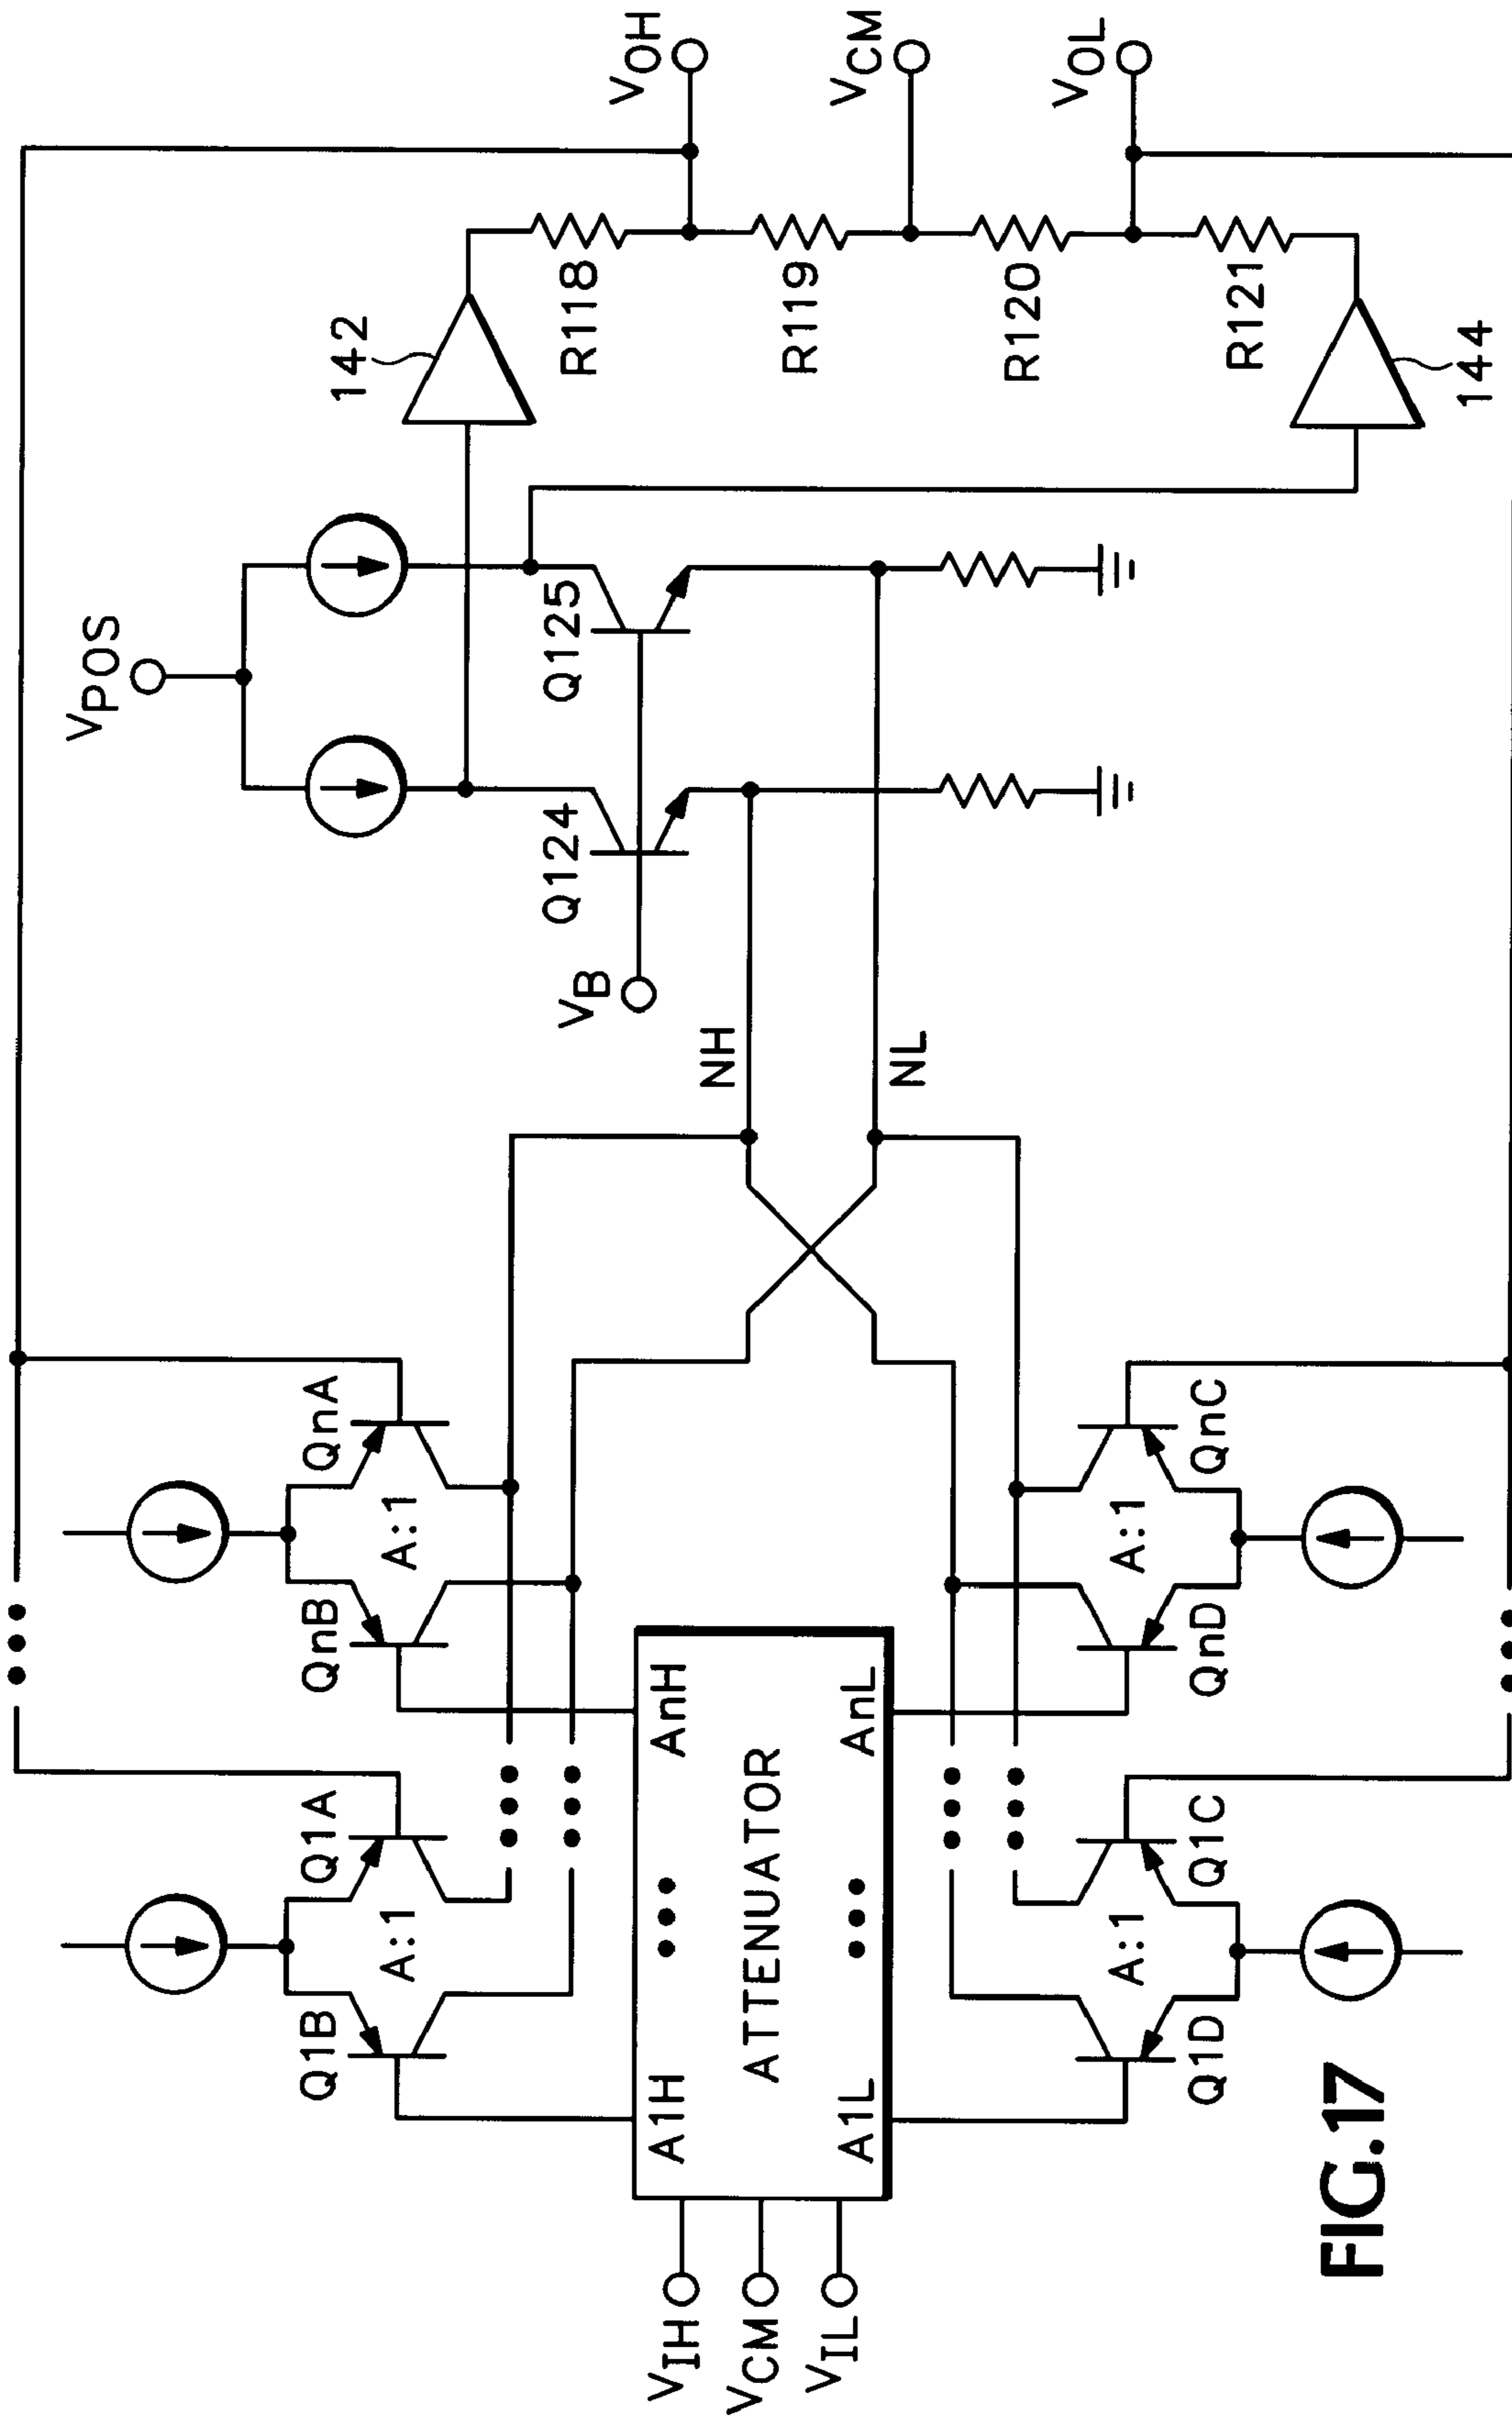 VPOS
VOH
VCM
VOL
142
R118
R119
R120
R121
144
Q124
Q125
VB
NH
NL
Q1B
Q1A
A:1
QnB
QnA
A:1
VIH
VCM
VIL
A1H
AnH
ATTENUATOR
A1L
AnL
Q1D
Q1C
A:1
QnD
QnC
A:1
FIG.17